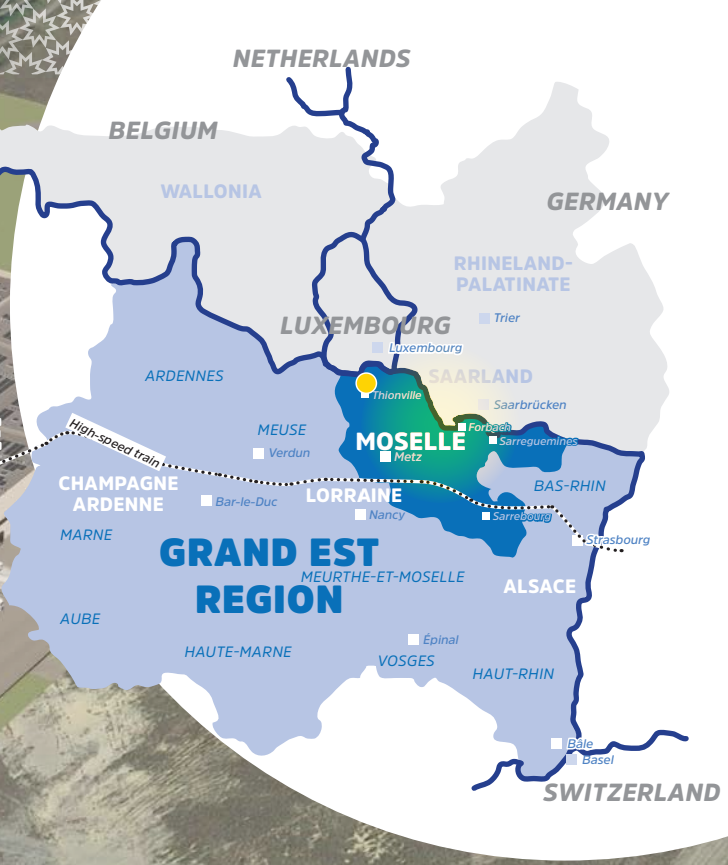 NETHERLANDS
BELGIUM
WALLONIA
GERMANY
RHINELAND-
PALATINATE
Trier
LUXEMBOURG
Luxembourg
ARDENNES
SAARLAND
Thionville
Saarbrücken
MEUSE
Forbach
High-speed train
MOSELLE
Sarreguemines
Verdun
Metz
CHAMPAGNE
ARDENNE
LORRAINE
BAS-RHIN
Bar-le-Duc
Nancy
Sarrebourg
MARNE
Strasbourg
GRAND EST
REGION
MEURTHE-ET-MOSELLE
ALSACE
AUBE
Épinal
HAUTE-MARNE
VOSGES
HAUT-RHIN
Bâle
Basel
SWITZERLAND